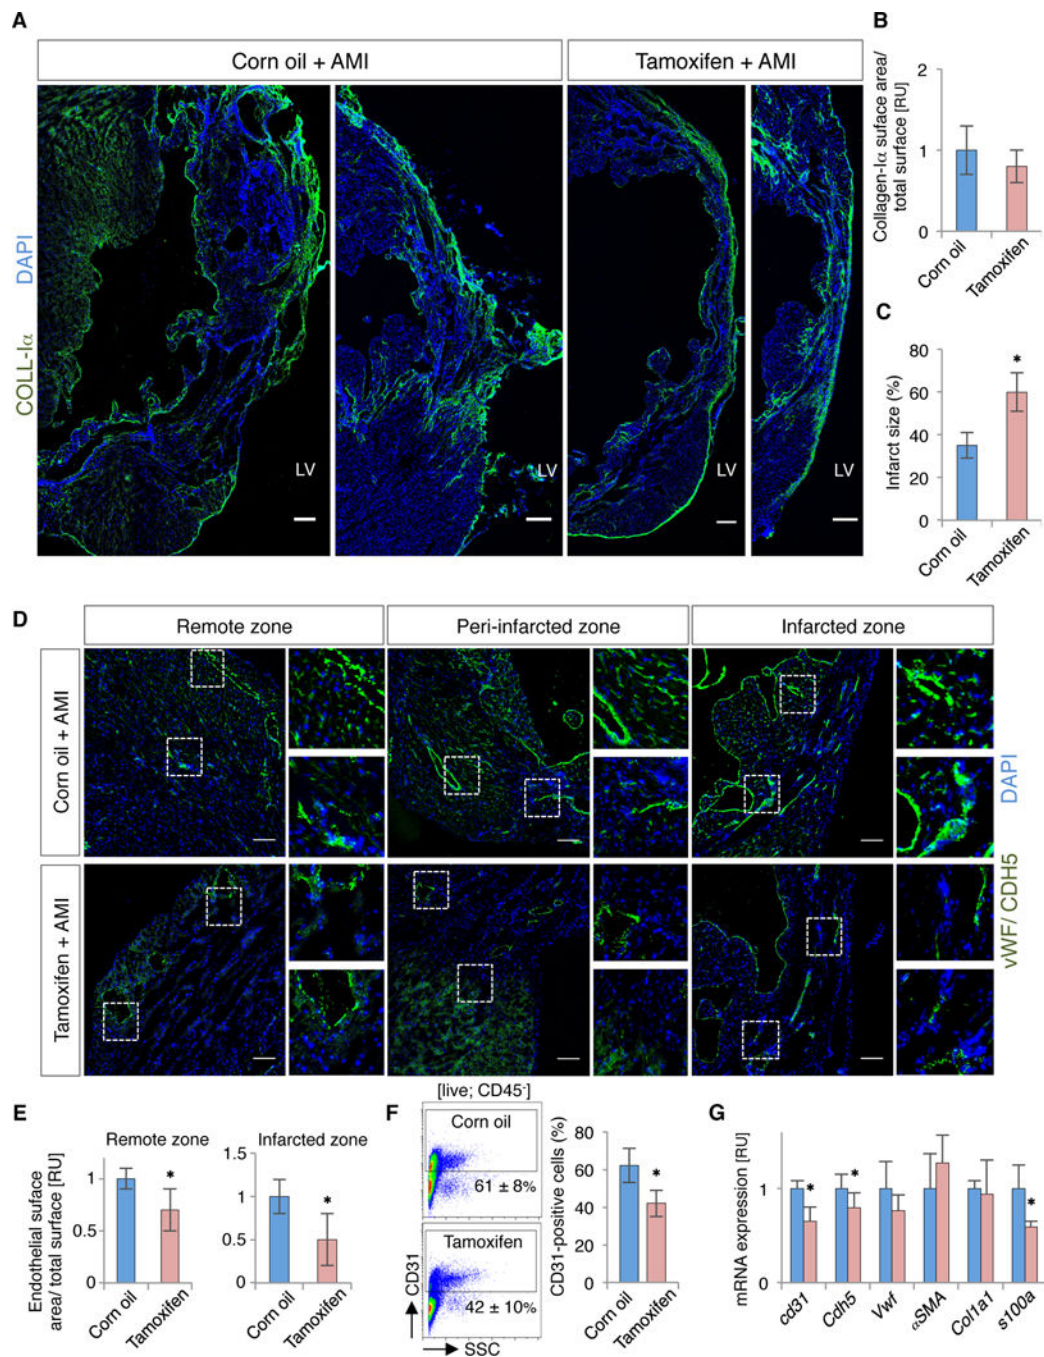 A
Corn oil + AMI
Tamoxifen + AMI
COLL-Iα DAPI
LV
LV
LV
LV
B
Collagen-Iα suface area/
total surface [RU]
2
1
0
Corn oil
Tamoxifen
C
Infarct size (%)
80
60
40
20
0
*
Corn oil
Tamoxifen
D
Remote zone
Peri-infarcted zone
Infarcted zone
Corn oil + AMI
Tamoxifen + AMI
vWF/ CDH5 DAPI
E
Endothelial suface
area/ total surface [RU]
Remote zone
1
0.5
0
*
Corn oil
Tamoxifen
Infarcted zone
1.5
1
0.5
0
*
Corn oil
Tamoxifen
F
[live; CD45-]
Corn oil
61 ± 8%
Tamoxifen
42 ± 10%
CD31
SSC
CD31-positive cells (%)
80
60
40
20
0
*
Corn oil
Tamoxifen
G
mRNA expression [RU]
1
0
*
*
*
cd31
Cdh5
Vwf
αSMA
Col1a1
s100a